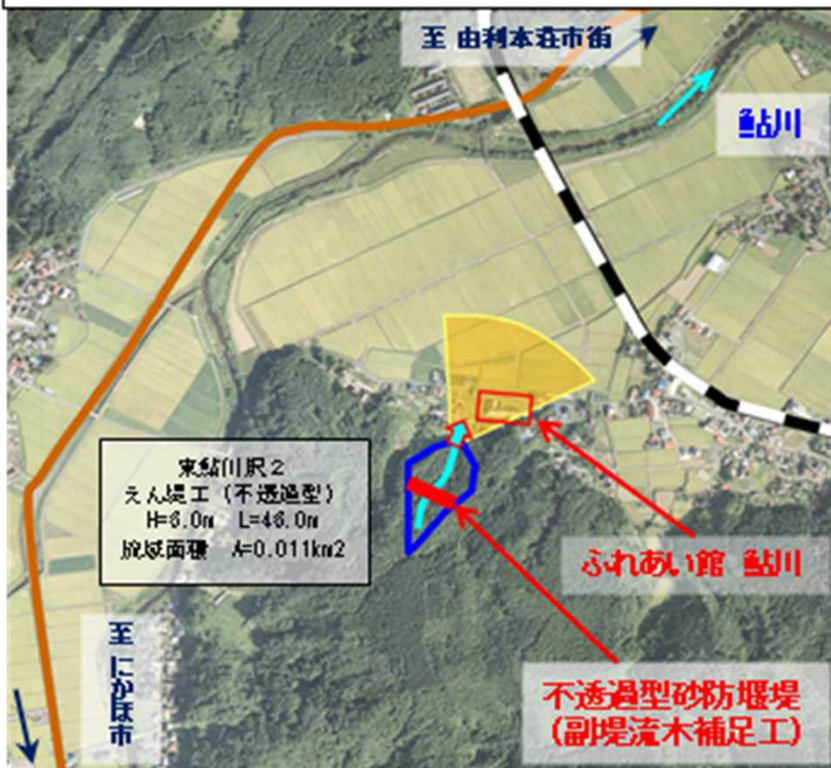 至 由利本荘市街
鮎川
東鮎川沢2
えん堤工(不透過型)
H=6.0m L=46.0m
流域面積 A=0.011km2
ふれあい館 鮎川
至 にかほ市
不透過型砂防堰堤
(副堤流木補足工)